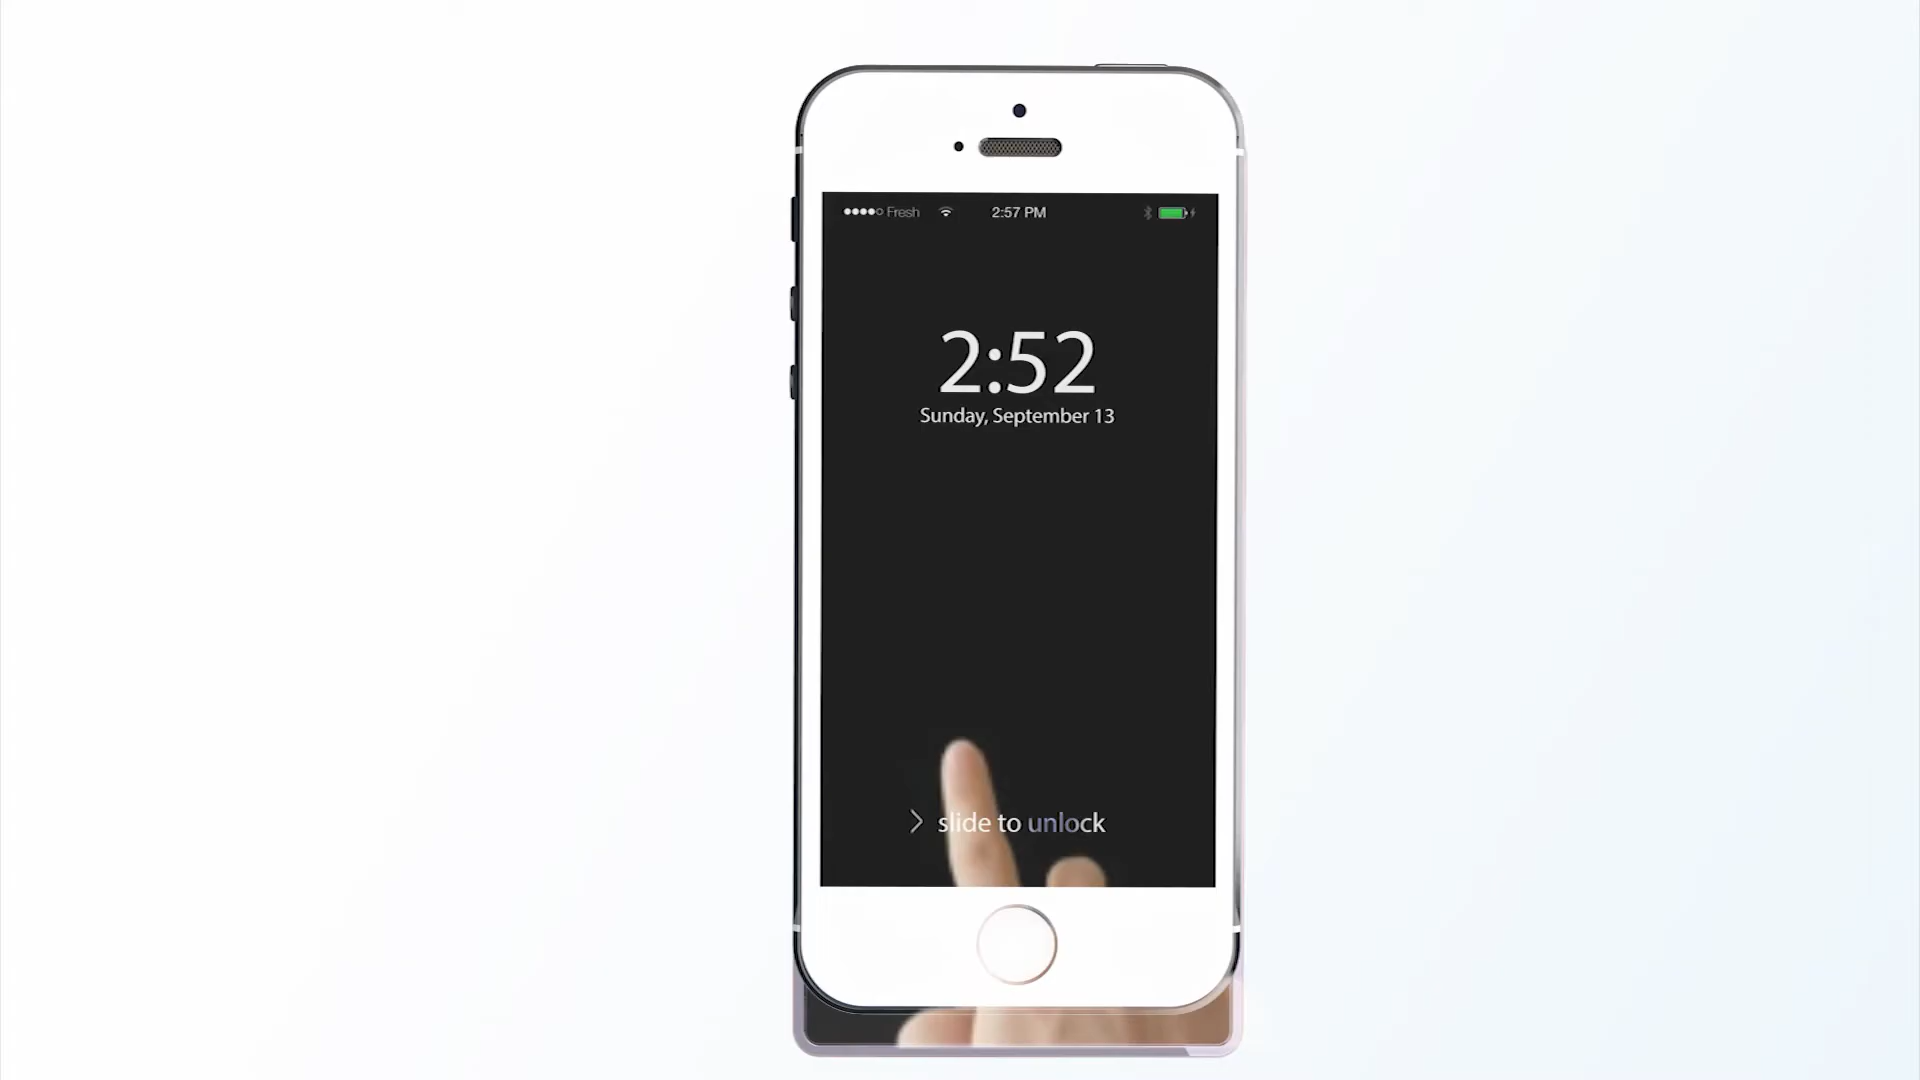 Fresh 2:57 PM
2:52
Sunday, September 13
> slide to unlock